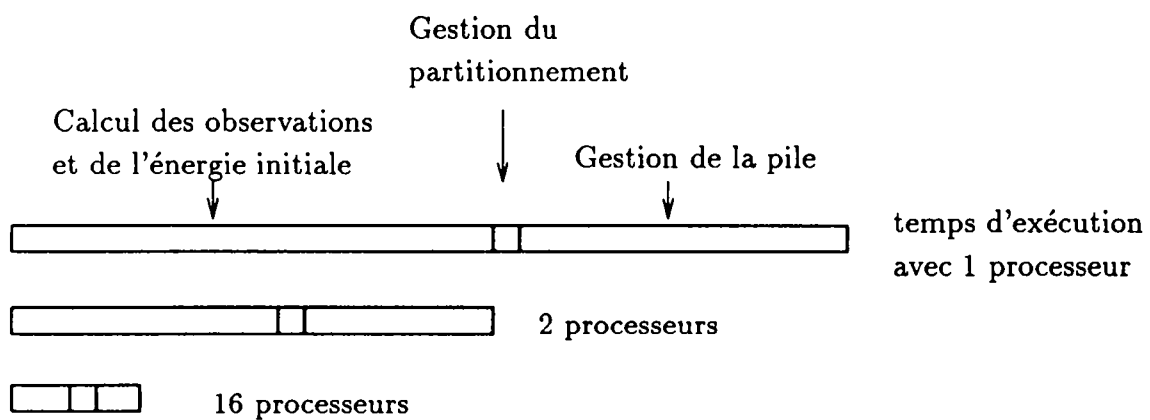 Gestion du
partitionnement
Calcul des observations
et de l'énergie initiale
Gestion de la pile
temps d'exécution
avec 1 processeur
2 processeurs
16 processeurs